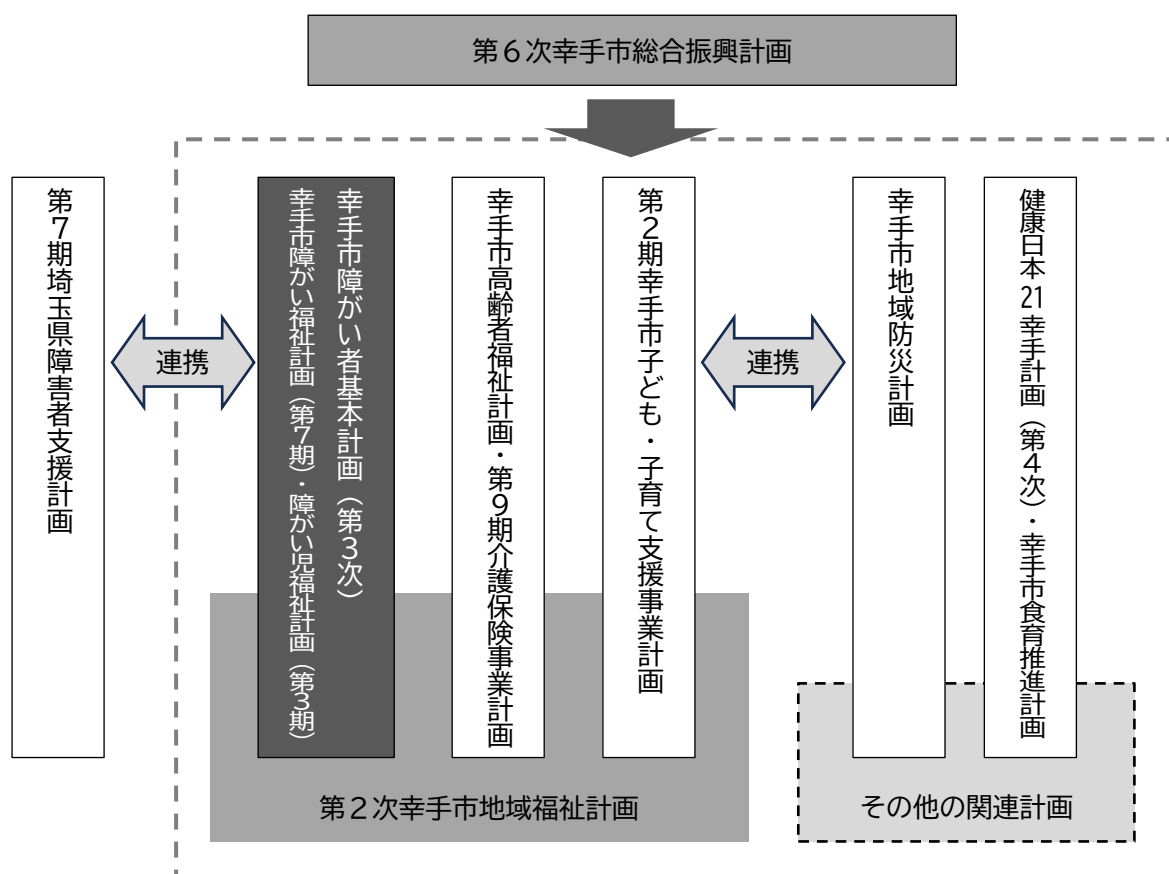 第６次幸手市総合振興計画
第７期埼玉県障害者支援計画
連携
幸手市障がい者基本計画（第３次）
幸手市障がい福祉計画（第７期）・障がい児福祉計画（第３期）
幸手市高齢者福祉計画・第９期介護保険事業計画
第２期幸手市子ども・子育て支援事業計画
連携
幸手市地域防災計画
健康日本21幸手計画（第４次）・幸手市食育推進計画
第２次幸手市地域福祉計画
その他の関連計画